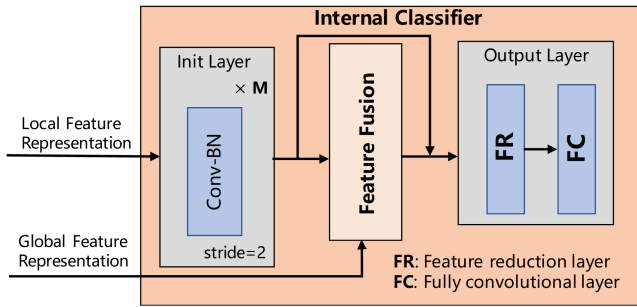 Internal Classifier
Init Layer
× M
Conv-BN
stride=2
Local Feature
Representation
Global Feature
Representation
Feature Fusion
Output Layer
FR
FC
FR: Feature reduction layer
FC: Fully convolutional layer